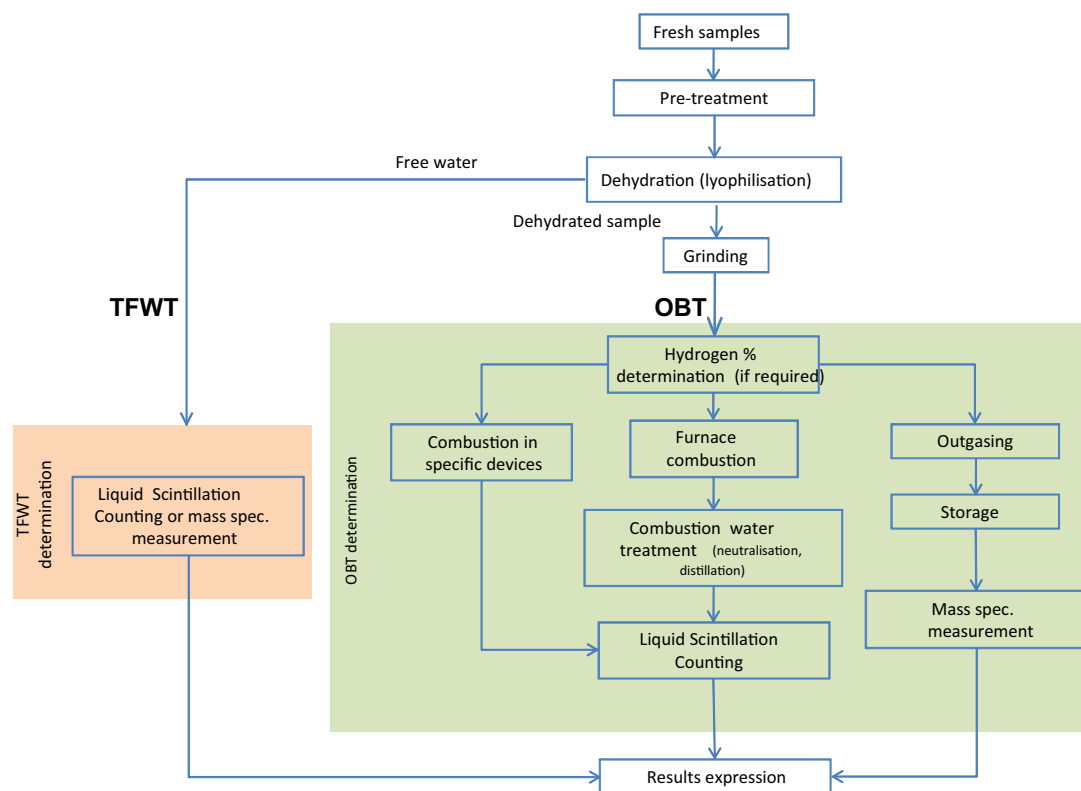 Fresh samples
Pre-treatment
Free water
Dehydration (lyophilisation)
Dehydrated sample
Grinding
TFWT
OBT
Hydrogen %
determination (if required)
Combustion in
specific devices
Furnace
combustion
Outgasing
TFWT
determination
Liquid Scintillation
Counting or mass spec.
measurement
OBT determination
Storage
Combustion water
treatment (neutralisation,
distillation)
Mass spec.
measurement
Liquid Scintillation
Counting
Results expression